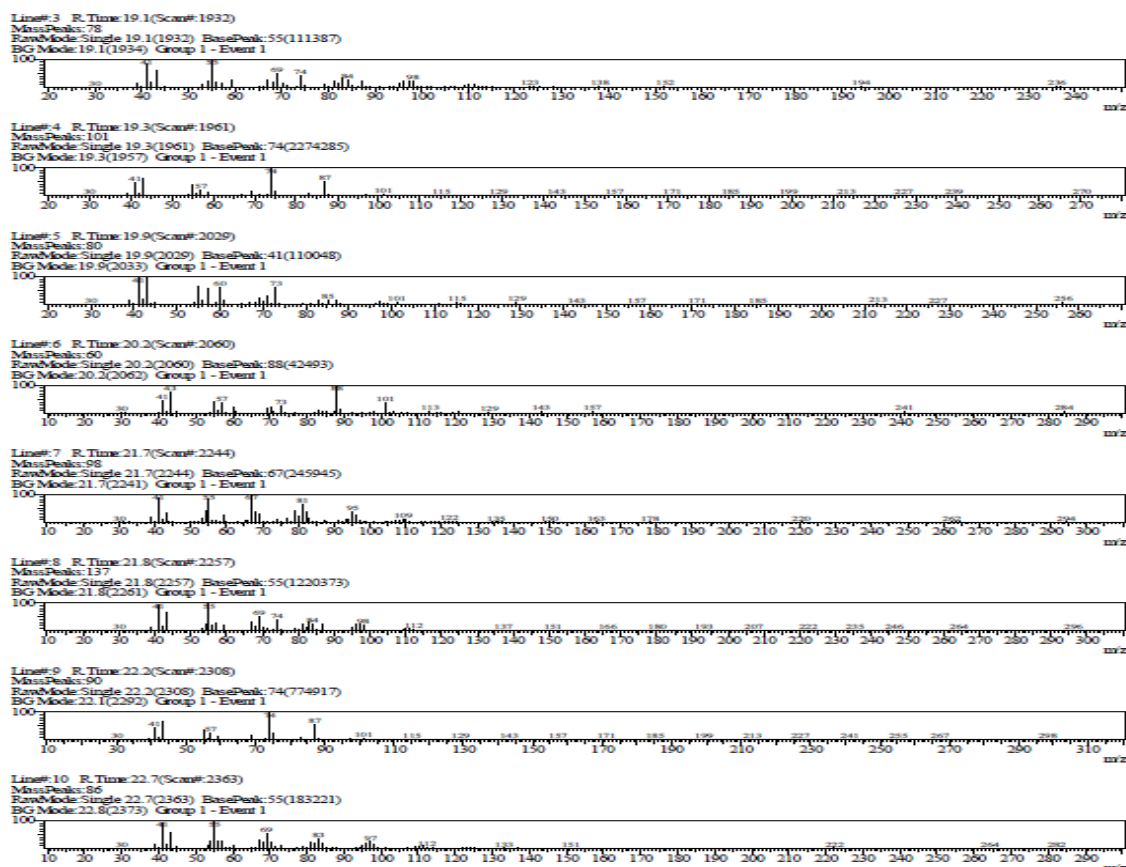 Line#:3 R.Time:19.1(Scan#:1932)
MassPeaks:78
RawMode:Single 19.1(1932) BasePeak:55(111387)
BG Mode:19.1(1934) Group 1 - Event 1
100
30 41 55 69 74 84 98 123 138 152 194 236
20 30 40 50 60 70 80 90 100 110 120 130 140 150 160 170 180 190 200 210 220 230 240
m/z
Line#:4 R.Time:19.3(Scan#:1961)
MassPeaks:101
RawMode:Single 19.3(1961) BasePeak:74(2274285)
BG Mode:19.3(1957) Group 1 - Event 1
100
30 41 57 74 87 101 115 129 143 157 171 185 199 213 227 239 270
20 30 40 50 60 70 80 90 100 110 120 130 140 150 160 170 180 190 200 210 220 230 240 250 260 270
m/z
Line#:5 R.Time:19.9(Scan#:2029)
MassPeaks:80
RawMode:Single 19.9(2029) BasePeak:41(110048)
BG Mode:19.9(2033) Group 1 - Event 1
100
30 41 60 73 85 101 115 129 143 157 171 185 213 227 256
20 30 40 50 60 70 80 90 100 110 120 130 140 150 160 170 180 190 200 210 220 230 240 250 260
m/z
Line#:6 R.Time:20.2(Scan#:2060)
MassPeaks:60
RawMode:Single 20.2(2060) BasePeak:88(42493)
BG Mode:20.2(2062) Group 1 - Event 1
100
30 41 43 57 73 88 101 113 129 143 157 241 284
10 20 30 40 50 60 70 80 90 100 110 120 130 140 150 160 170 180 190 200 210 220 230 240 250 260 270 280 290
m/z
Line#:7 R.Time:21.7(Scan#:2244)
MassPeaks:98
RawMode:Single 21.7(2244) BasePeak:67(245945)
BG Mode:21.7(2241) Group 1 - Event 1
100
30 41 55 67 81 95 109 122 135 150 163 178 220 262 294
10 20 30 40 50 60 70 80 90 100 110 120 130 140 150 160 170 180 190 200 210 220 230 240 250 260 270 280 290 300
m/z
Line#:8 R.Time:21.8(Scan#:2257)
MassPeaks:137
RawMode:Single 21.8(2257) BasePeak:55(1220373)
BG Mode:21.8(2261) Group 1 - Event 1
100
30 41 55 69 74 84 98 112 137 151 166 180 193 207 222 235 246 264 296
10 20 30 40 50 60 70 80 90 100 110 120 130 140 150 160 170 180 190 200 210 220 230 240 250 260 270 280 290 300
m/z
Line#:9 R.Time:22.2(Scan#:2308)
MassPeaks:90
RawMode:Single 22.2(2308) BasePeak:74(774917)
BG Mode:22.1(2292) Group 1 - Event 1
100
30 41 57 74 87 101 115 129 143 157 171 185 199 213 227 241 255 267 298
10 20 30 40 50 60 70 80 90 100 110 120 130 140 150 160 170 180 190 200 210 220 230 240 250 260 270 280 290 300 310
m/z
Line#:10 R.Time:22.7(Scan#:2363)
MassPeaks:86
RawMode:Single 22.7(2363) BasePeak:55(183221)
BG Mode:22.8(2373) Group 1 - Event 1
100
30 41 55 69 83 97 112 133 151 222 264 282
10 20 30 40 50 60 70 80 90 100 110 120 130 140 150 160 170 180 190 200 210 220 230 240 250 260 270 280
m/z